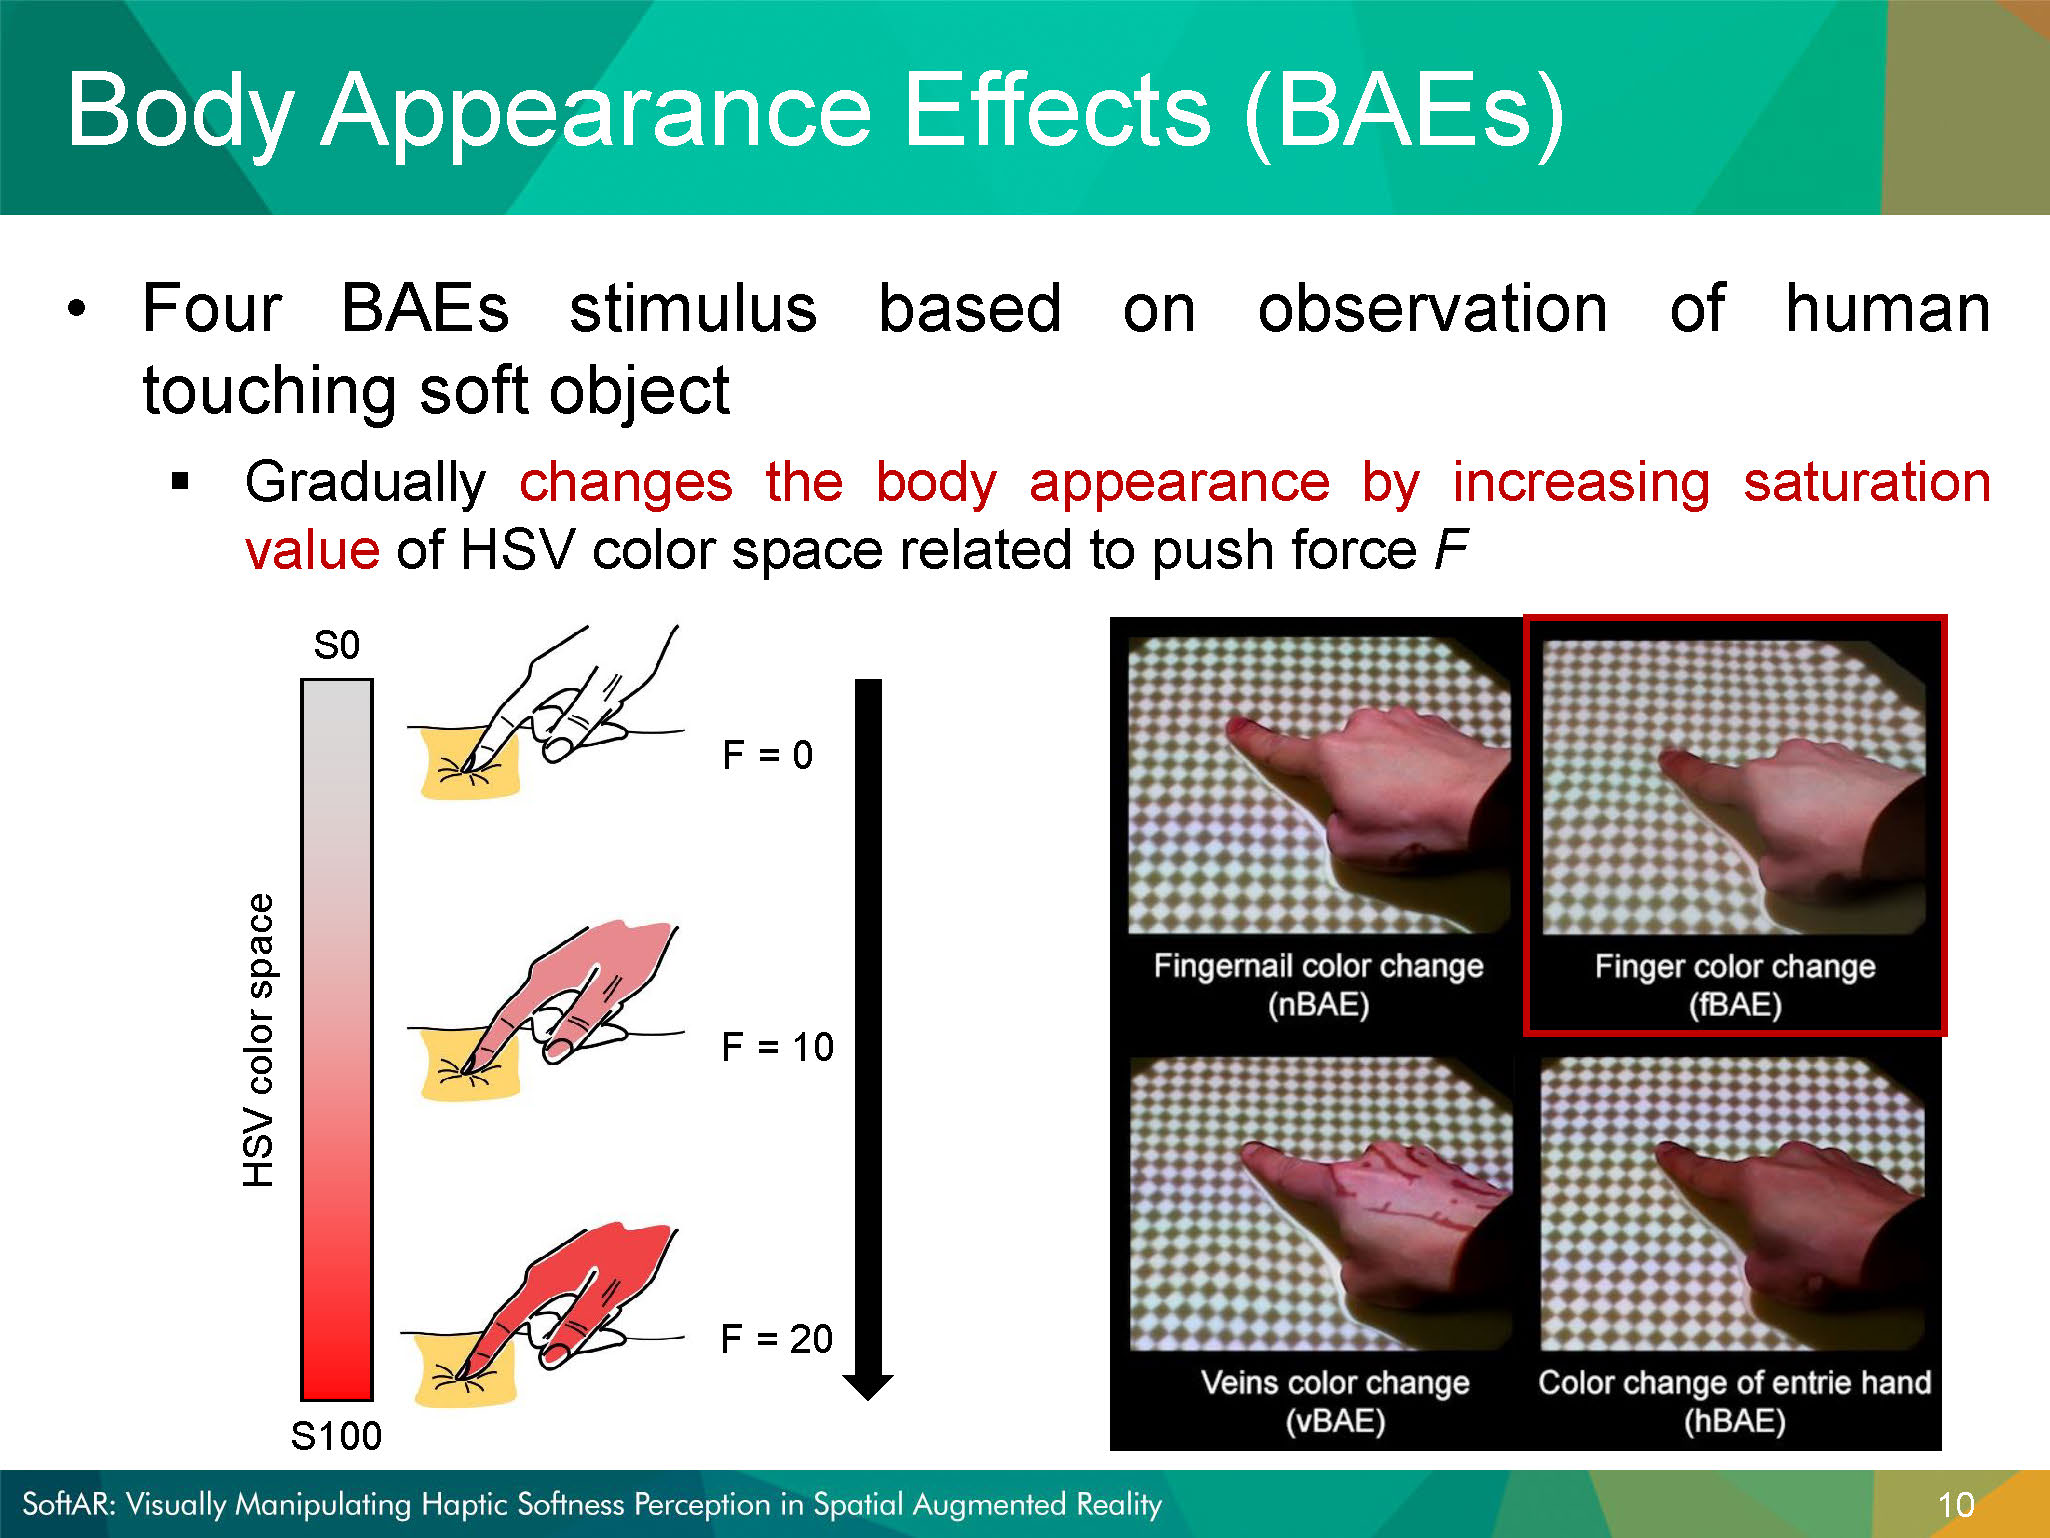 Body Appearance Effects (BAEs)
• Four BAEs stimulus based on observation of human
touching soft object
▪ Gradually changes the body appearance by increasing saturation
value of HSV color space related to push force F
S0
HSV color space
S100
F = 0
F = 10
F = 20
Fingernail color change
(nBAE)
Finger color change
(fBAE)
Veins color change
(vBAE)
Color change of entrie hand
(hBAE)
SoftAR: Visually Manipulating Haptic Softness Perception in Spatial Augmented Reality
10